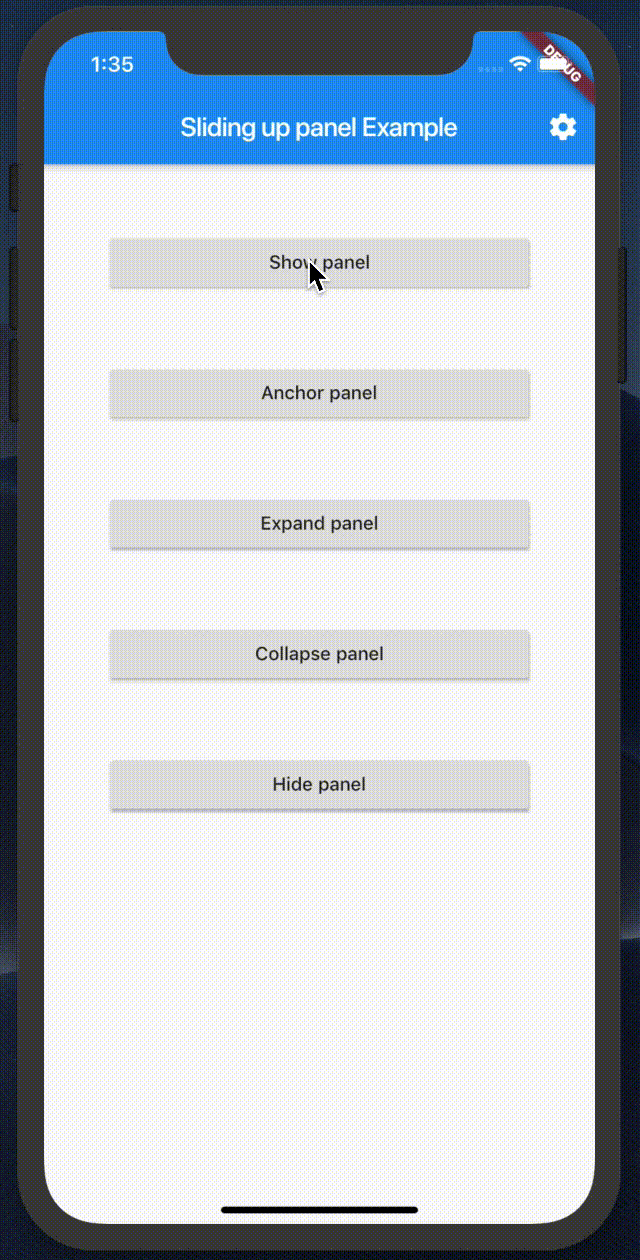 1:35
DEBUG
Sliding up panel Example
Show panel
Anchor panel
Expand panel
Collapse panel
Hide panel